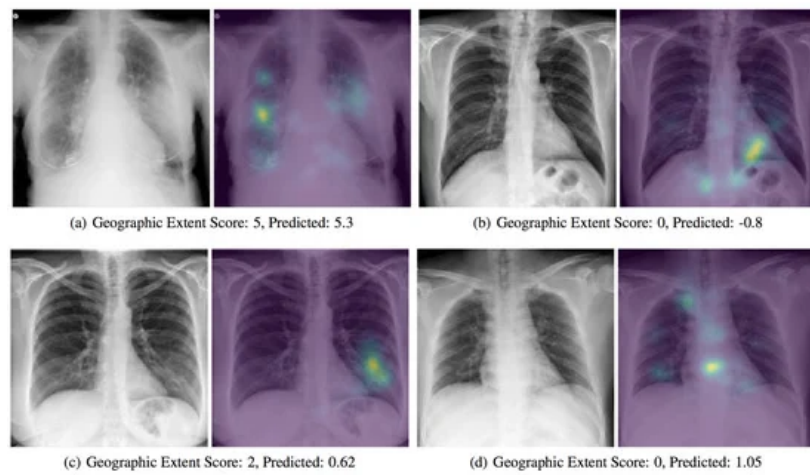 (a) Geographic Extent Score: 5, Predicted: 5.3
(b) Geographic Extent Score: 0, Predicted: -0.8
(c) Geographic Extent Score: 2, Predicted: 0.62
(d) Geographic Extent Score: 0, Predicted: 1.05